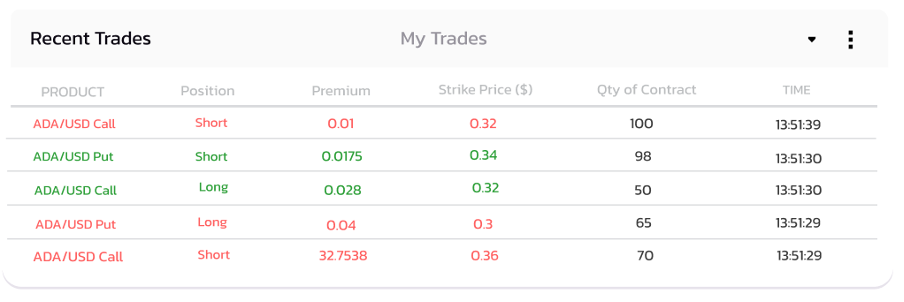 Recent Trades My Trades
PRODUCT Position Premium Strike Price ($) Qty of Contract TIME
ADA/USD Call Short 0.01 0.32 100 13:51:39
ADA/USD Put Short 0.0175 0.34 98 13:51:30
ADA/USD Call Long 0.028 0.32 50 13:51:30
ADA/USD Put Long 0.04 0.3 65 13:51:29
ADA/USD Call Short 32.7538 0.36 70 13:51:29